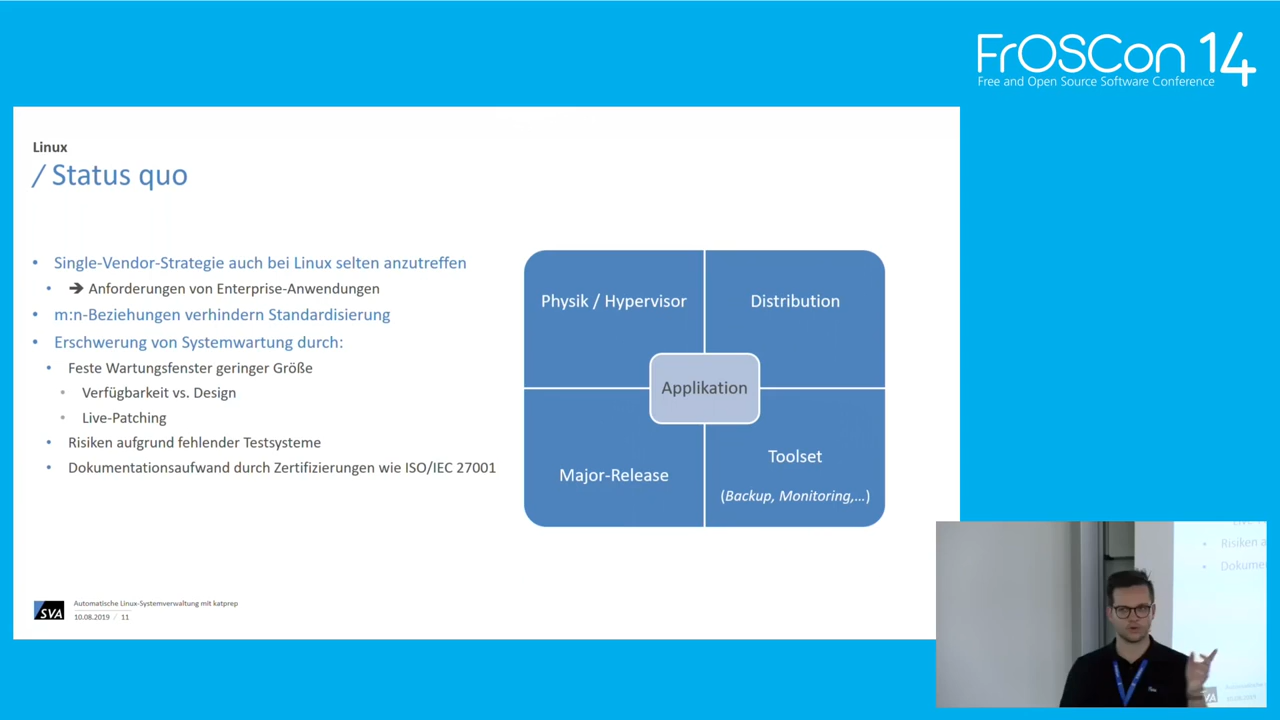 FrOSCon 14
Free and Open Source Software Conference
Linux
/ Status quo
• Single-Vendor-Strategie auch bei Linux selten anzutreffen
• ➔ Anforderungen von Enterprise-Anwendungen
• m:n-Beziehungen verhindern Standardisierung
• Erschwerung von Systemwartung durch:
• Feste Wartungsfenster geringer Größe
• Verfügbarkeit vs. Design
• Live-Patching
• Risiken aufgrund fehlender Testsysteme
• Dokumentationsaufwand durch Zertifizierungen wie ISO/IEC 27001
Physik / Hypervisor
Distribution
Applikation
Major-Release
Toolset
(Backup, Monitoring,...)
SVA
Automatische Linux-Systemverwaltung mit katprep
10.08.2019 / 11
• Risiken a
• Dokume